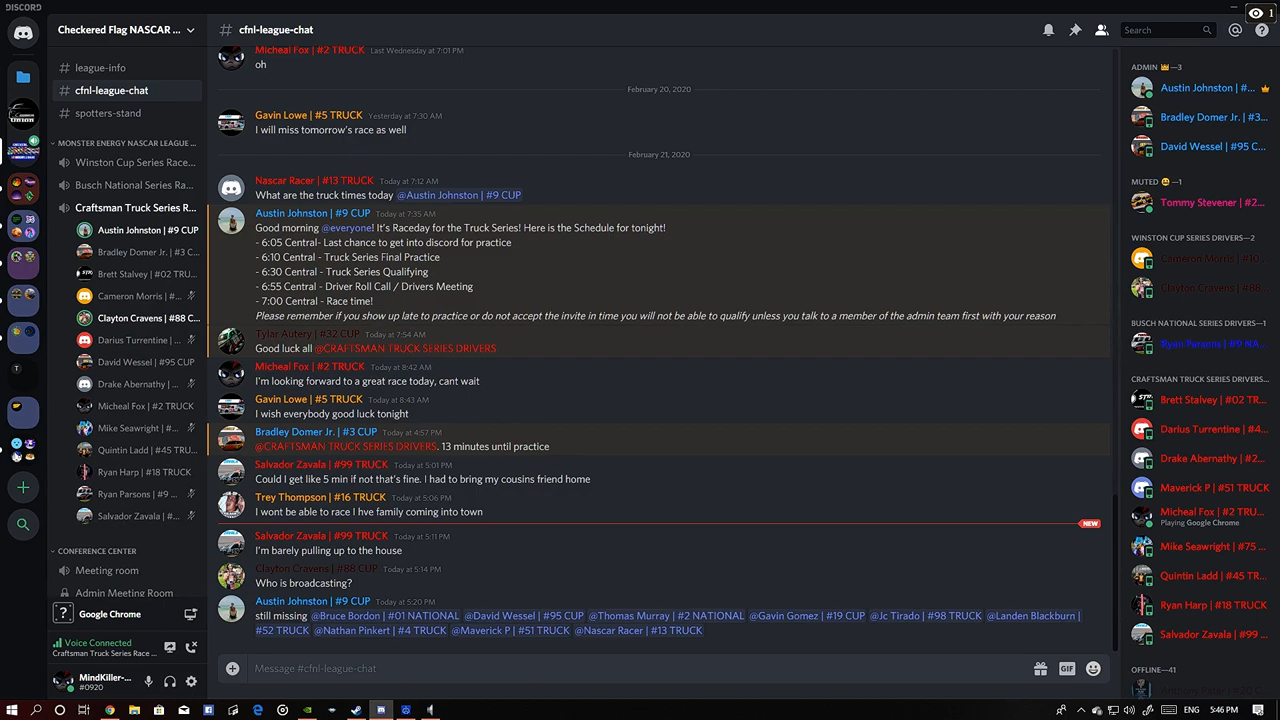 DISCORD
1
Checkered Flag NASCAR ...
# cfnl-league-chat
Search
# league-info
# cfnl-league-chat
# spotters-stand
MONSTER ENERGY NASCAR LEAGUE ...
Winston Cup Series Race...
Busch National Series Ra...
Craftsman Truck Series R...
Austin Johnston | #9 CUP
Bradley Domer Jr. | #3 C...
Brett Stalvey | #02 TRU...
Cameron Morris | #...
Clayton Cravens | #88 C...
Darius Turrentine | ...
David Wessel | #95 CUP
Drake Abernathy | ...
Micheal Fox | #2 TRUCK
Mike Seawright | #...
Quintin Ladd | #45 ...
Ryan Harp | #18 TRUCK
Ryan Parsons | #9 ...
Salvador Zavala | #...
CONFERENCE CENTER
Meeting room
Admin Meeting Room
? Google Chrome
Voice Connected
Craftsman Truck Series Race ...
MindKiller-...
#0920
Micheal Fox | #2 TRUCK Last Wednesday at 7:01 PM
oh
February 20, 2020
Gavin Lowe | #5 TRUCK Yesterday at 7:30 AM
I will miss tomorrow's race as well
February 21, 2020
Nascar Racer | #13 TRUCK Today at 7:12 AM
What are the truck times today @Austin Johnston | #9 CUP
Austin Johnston | #9 CUP Today at 7:35 AM
Good morning @everyone! It's Raceday for the Truck Series! Here is the Schedule for tonight!
- 6:05 Central- Last chance to get into discord for practice
- 6:10 Central - Truck Series Final Practice
- 6:30 Central - Truck Series Qualifying
- 6:55 Central - Driver Roll Call / Drivers Meeting
- 7:00 Central - Race time!
Please remember if you show up late to practice or do not accept the invite in time you will not be able to qualify unless you talk to a member of the admin team first with your reason
Tylar Autery | #32 CUP Today at 7:54 AM
Good luck all @CRAFTSMAN TRUCK SERIES DRIVERS
Micheal Fox | #2 TRUCK Today at 8:42 AM
I'm looking forward to a great race today, cant wait
Gavin Lowe | #5 TRUCK Today at 8:43 AM
I wish everybody good luck tonight
Bradley Domer Jr. | #3 CUP Today at 4:57 PM
@CRAFTSMAN TRUCK SERIES DRIVERS. 13 minutes until practice
Salvador Zavala | #99 TRUCK Today at 5:01 PM
Could I get like 5 min if not that's fine. I had to bring my cousins friend home
Trey Thompson | #16 TRUCK Today at 5:06 PM
I wont be able to race I hve family coming into town
NEW
Salvador Zavala | #99 TRUCK Today at 5:11 PM
I'm barely pulling up to the house
Clayton Cravens | #88 CUP Today at 5:14 PM
Who is broadcasting?
Austin Johnston | #9 CUP Today at 5:20 PM
still missing @Bruce Bordon | #01 NATIONAL @David Wessel | #95 CUP @Thomas Murray | #2 NATIONAL @Gavin Gomez | #19 CUP @Jc Tirado | #98 TRUCK @Landen Blackburn |
#52 TRUCK @Nathan Pinkert | #4 TRUCK @Maverick P | #51 TRUCK @Nascar Racer | #13 TRUCK
Message #cfnl-league-chat
GIF
ADMIN —3
Austin Johnston | #...
Bradley Domer Jr. | #3...
David Wessel | #95 C...
MUTED —1
Tommy Stevener | #2...
WINSTON CUP SERIES DRIVERS—2
Cameron Morris | #10...
Clayton Cravens | #88...
BUSCH NATIONAL SERIES DRIVERS—1
Ryan Parsons | #9 NA...
CRAFTSMAN TRUCK SERIES DRIVERS...
Brett Stalvey | #02 TR...
Darius Turrentine | #4...
Drake Abernathy | #2...
Maverick P | #51 TRUCK
Micheal Fox | #2 TRU...
Playing Google Chrome
Mike Seawright | #75 ...
Quintin Ladd | #45 TR...
Ryan Harp | #18 TRUCK
Salvador Zavala | #99 ...
OFFLINE—41
ENG 5:46 PM